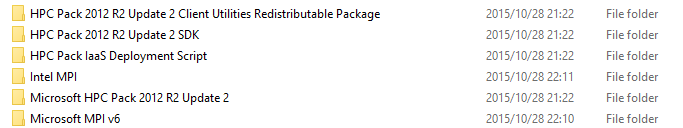 HPC Pack 2012 R2 Update 2 Client Utilities Redistributable Package 2015/10/28 21:22 File folder
HPC Pack 2012 R2 Update 2 SDK 2015/10/28 21:22 File folder
HPC Pack IaaS Deployment Script 2015/10/28 21:22 File folder
Intel MPI 2015/10/28 22:11 File folder
Microsoft HPC Pack 2012 R2 Update 2 2015/10/28 21:22 File folder
Microsoft MPI v6 2015/10/28 22:10 File folder